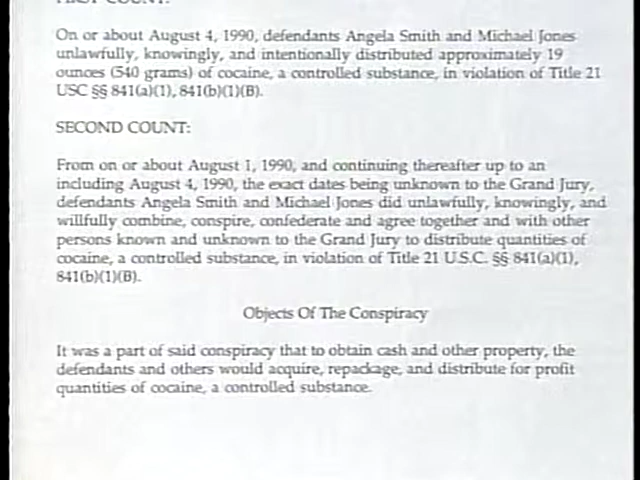 FIRST COUNT:
On or about August 4, 1990, defendants Angela Smith and Michael Jones
unlawfully, knowingly, and intentionally distributed approximately 19
ounces (540 grams) of cocaine, a controlled substance, in violation of Title 21
USC §§ 841(a)(1), 841(b)(1)(B).
SECOND COUNT:
From on or about August 1, 1990, and continuing thereafter up to an
including August 4, 1990, the exact dates being unknown to the Grand Jury,
defendants Angela Smith and Michael Jones did unlawfully, knowingly, and
willfully combine, conspire, confederate and agree together and with other
persons known and unknown to the Grand Jury to distribute quantities of
cocaine, a controlled substance, in violation of Title 21 U.S.C. §§ 841(a)(1),
841(b)(1)(B).
Objects Of The Conspiracy
It was a part of said conspiracy that to obtain cash and other property, the
defendants and others would acquire, repackage, and distribute for profit
quantities of cocaine, a controlled substance.